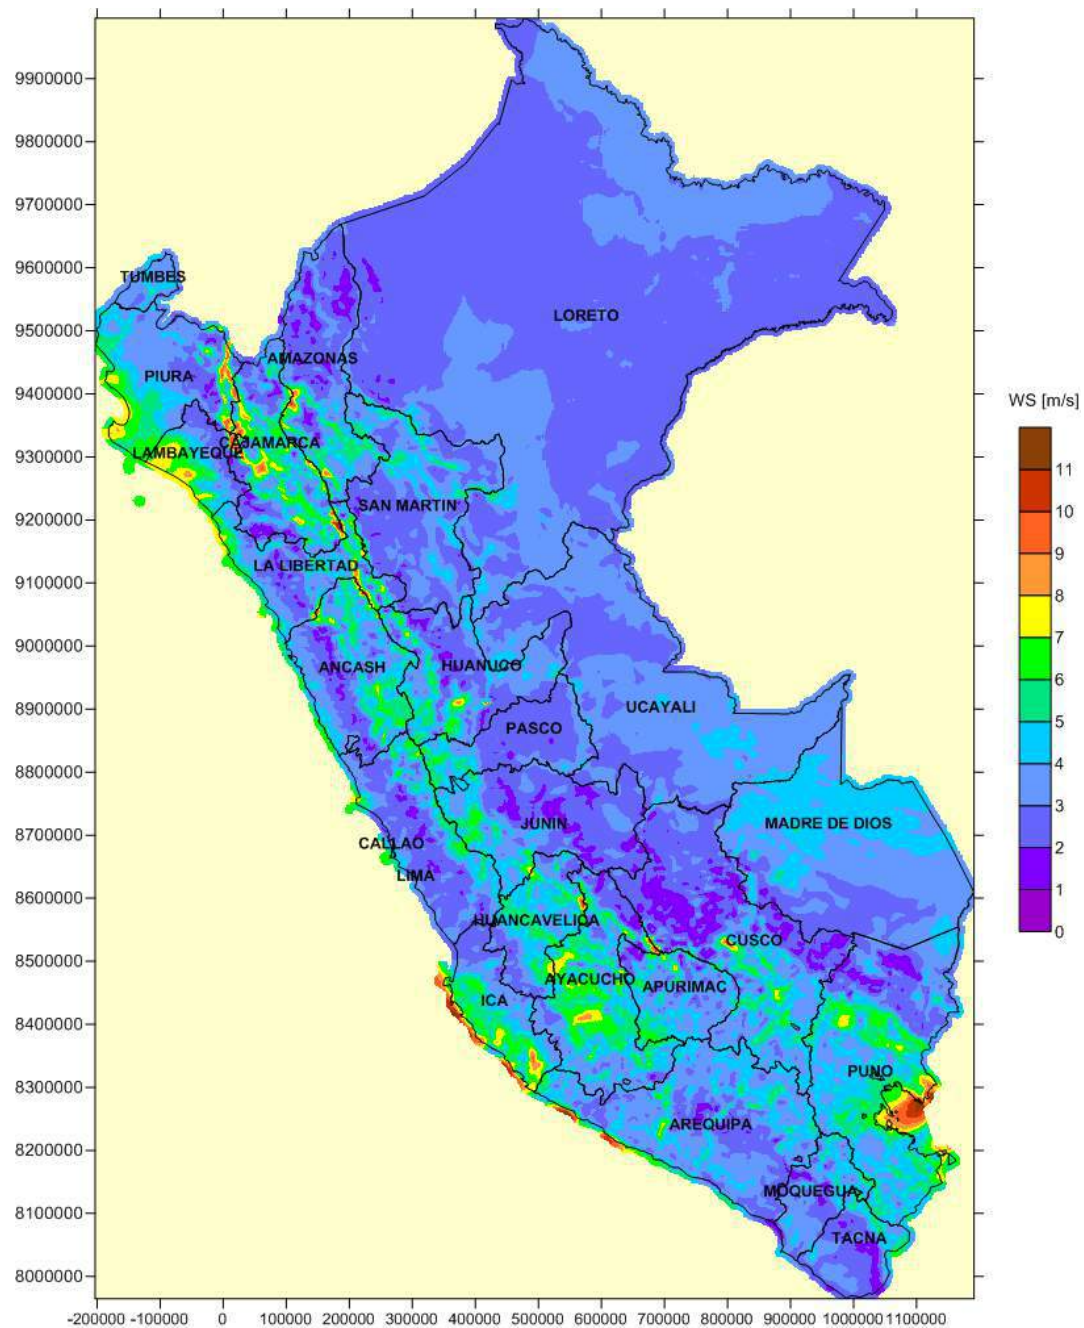 9900000
9800000
9700000
9600000
TUMBES
9500000
LORETO
AMAZONAS
PIURA
9400000
WS [m/s]
CAJAMARCA
LAMBAYEQUE
9300000
11
SAN MARTIN
10
9200000
9
LA LIBERTAD
9100000
8
7
9000000
HUANUCO
ANCASH
6
UCAYALI
8900000
PASCO
5
4
8800000
3
JUNIN
MADRE DE DIOS
8700000
CALLAO
2
LIMA
1
8600000
HUANCAVELICA
0
CUSCO
8500000
AYACUCHO
APURIMAC
ICA
8400000
PUNO
8300000
AREQUIPA
8200000
MOQUEGUA
8100000
TACNA
8000000
-200000 -100000 0 100000 200000 300000 400000 500000 600000 700000 800000 900000 1000000 1100000